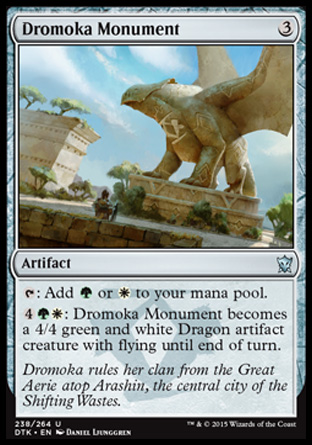 Dromoka Monument 3
Artifact
T: Add G or W to your mana pool.
4 G W: Dromoka Monument becomes
a 4/4 green and white Dragon artifact
creature with flying until end of turn.
Dromoka rules her clan from the Great
Aerie atop Arashin, the central city of the
Shifting Wastes.
238/264 U
DTK • EN DANIEL LJUNGGREN
™ & © 2015 Wizards of the Coast